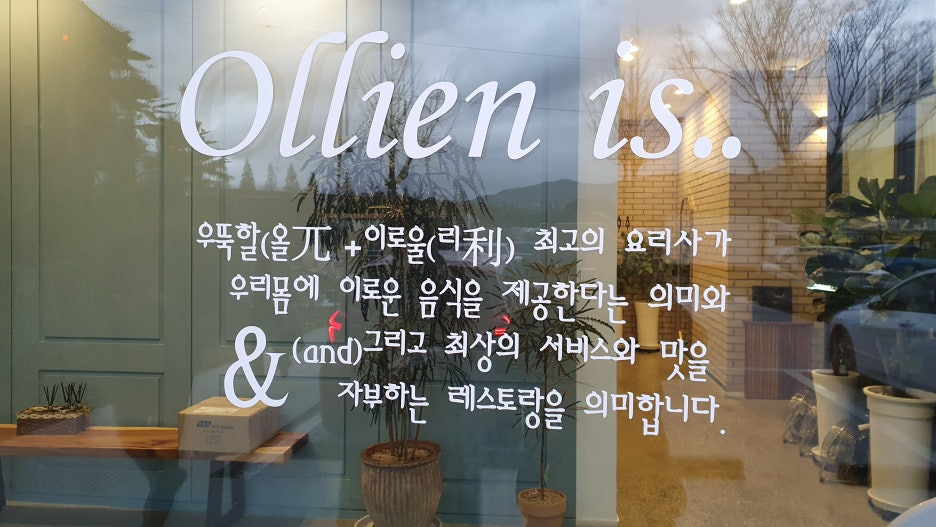 Ollien is..
우뚝할(올兀 +이로울(리利) 최고의 요리사가
우리몸에 이로운 음식을 제공한다는 의미와
& (and)그리고 최상의 서비스와 맛을
자부하는 레스토랑을 의미합니다.